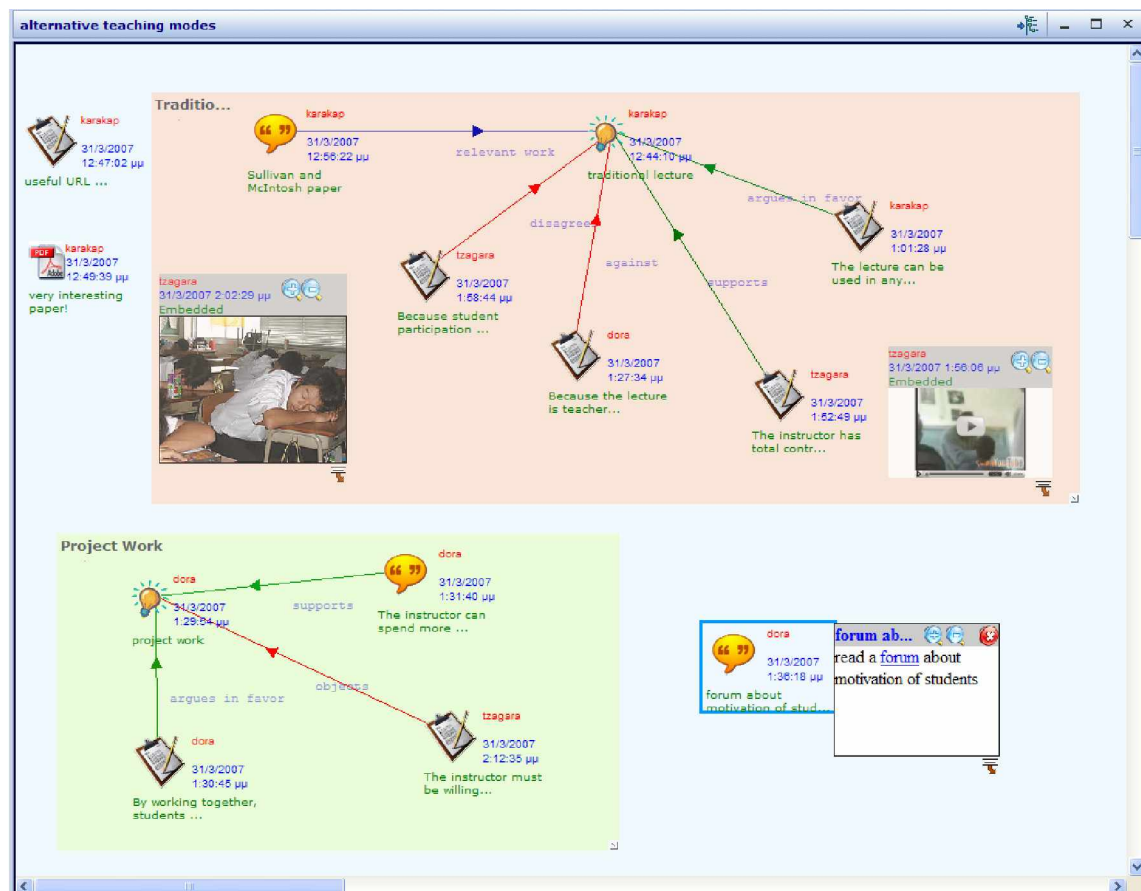 alternative teaching modes
Traditio...
karakap
31/3/2007
12:47:02 μμ
useful URL ...
karakap
31/3/2007
12:49:39 μμ
very interesting
paper!
karakap
31/3/2007
12:56:22 μμ
Sullivan and
McIntosh paper
relevant work
karakap
31/3/2007
12:44:10 μμ
traditional lecture
disagree
against
supports
argues in favor
karakap
31/3/2007
1:01:28 μμ
The lecture can be
used in any...
tzagara
31/3/2007
1:58:44 μμ
Because student
participation ...
dora
31/3/2007
1:27:34 μμ
Because the lecture
is teacher...
tzagara
31/3/2007
1:52:49 μμ
The instructor has
total contr...
tzagara
31/3/2007 2:02:29 μμ
Embedded
tzagara
31/3/2007 1:56:06 μμ
Embedded
Project Work
dora
31/3/2007
1:29:54 μμ
project work
dora
31/3/2007
1:31:40 μμ
The instructor can
spend more ...
supports
objects
argues in favor
dora
31/3/2007
1:30:45 μμ
By working together,
students ...
tzagara
31/3/2007
2:12:35 μμ
The instructor must
be willing...
dora
31/3/2007
1:36:18 μμ
forum about
motivation of stud...
forum ab...
read a forum about
motivation of students
PDF
Adobe